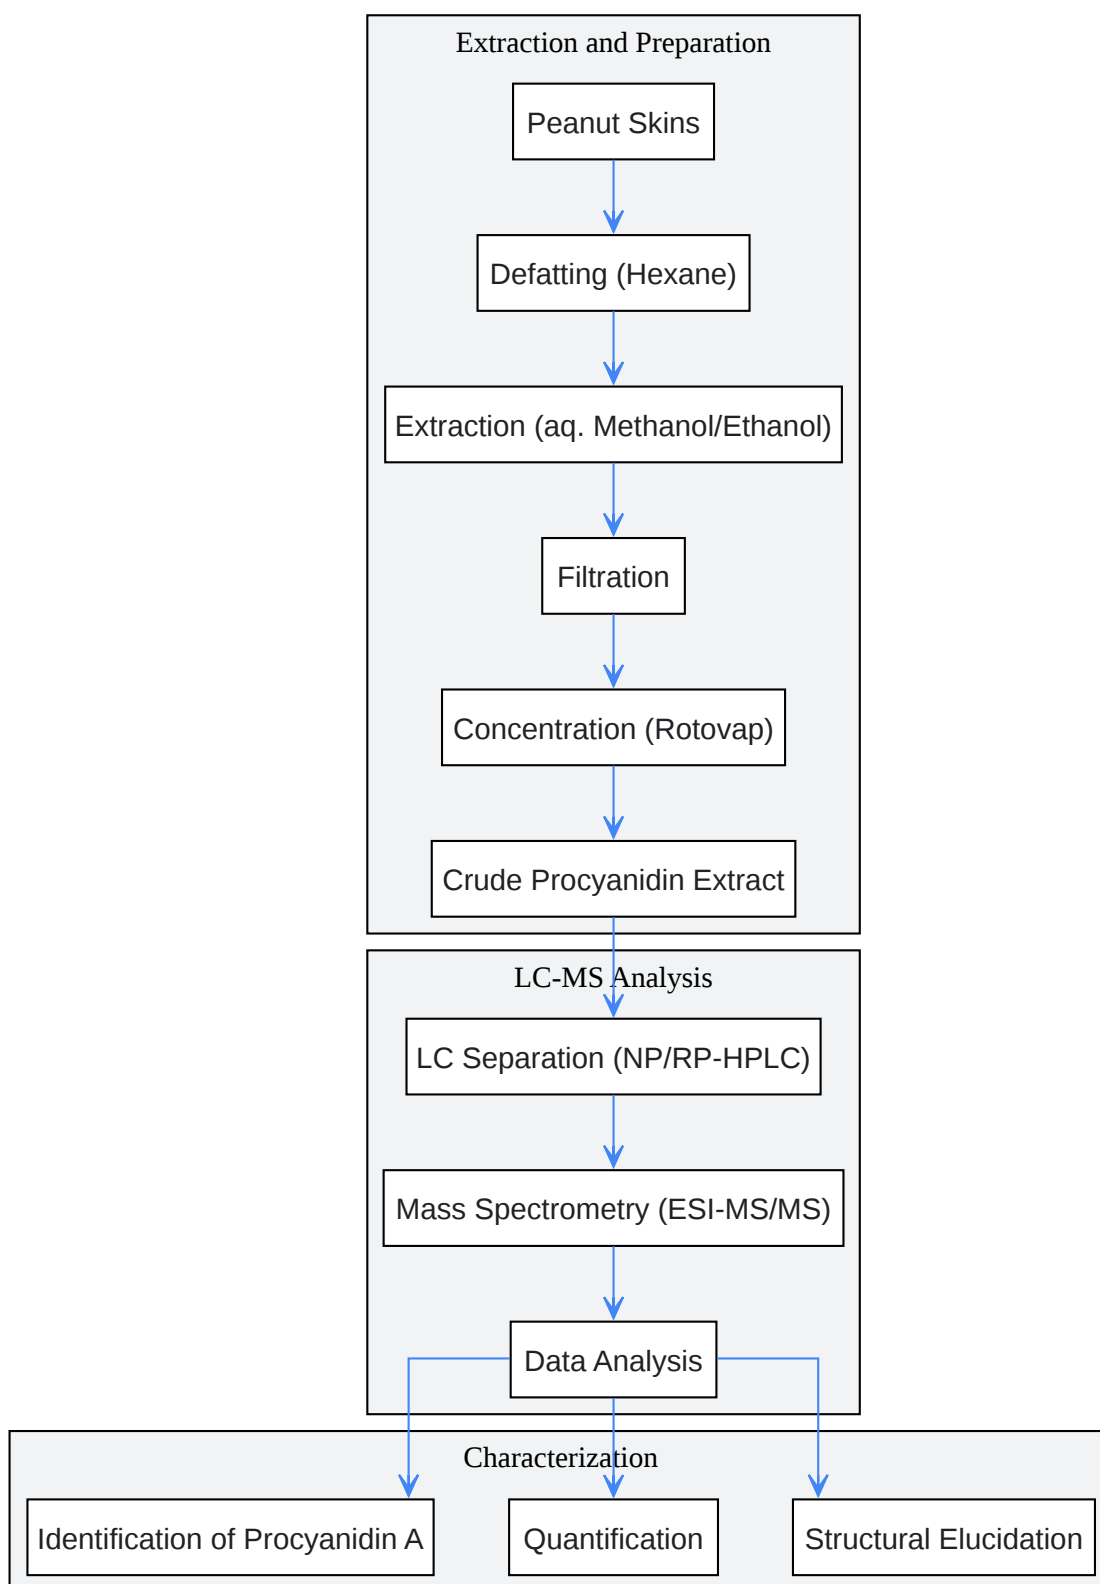 Extraction and Preparation
Peanut Skins
Defatting (Hexane)
Extraction (aq. Methanol/Ethanol)
Filtration
Concentration (Rotovap)
Crude Procyanidin Extract
LC-MS Analysis
LC Separation (NP/RP-HPLC)
Mass Spectrometry (ESI-MS/MS)
Data Analysis
Characterization
Identification of Procyanidin A
Quantification
Structural Elucidation